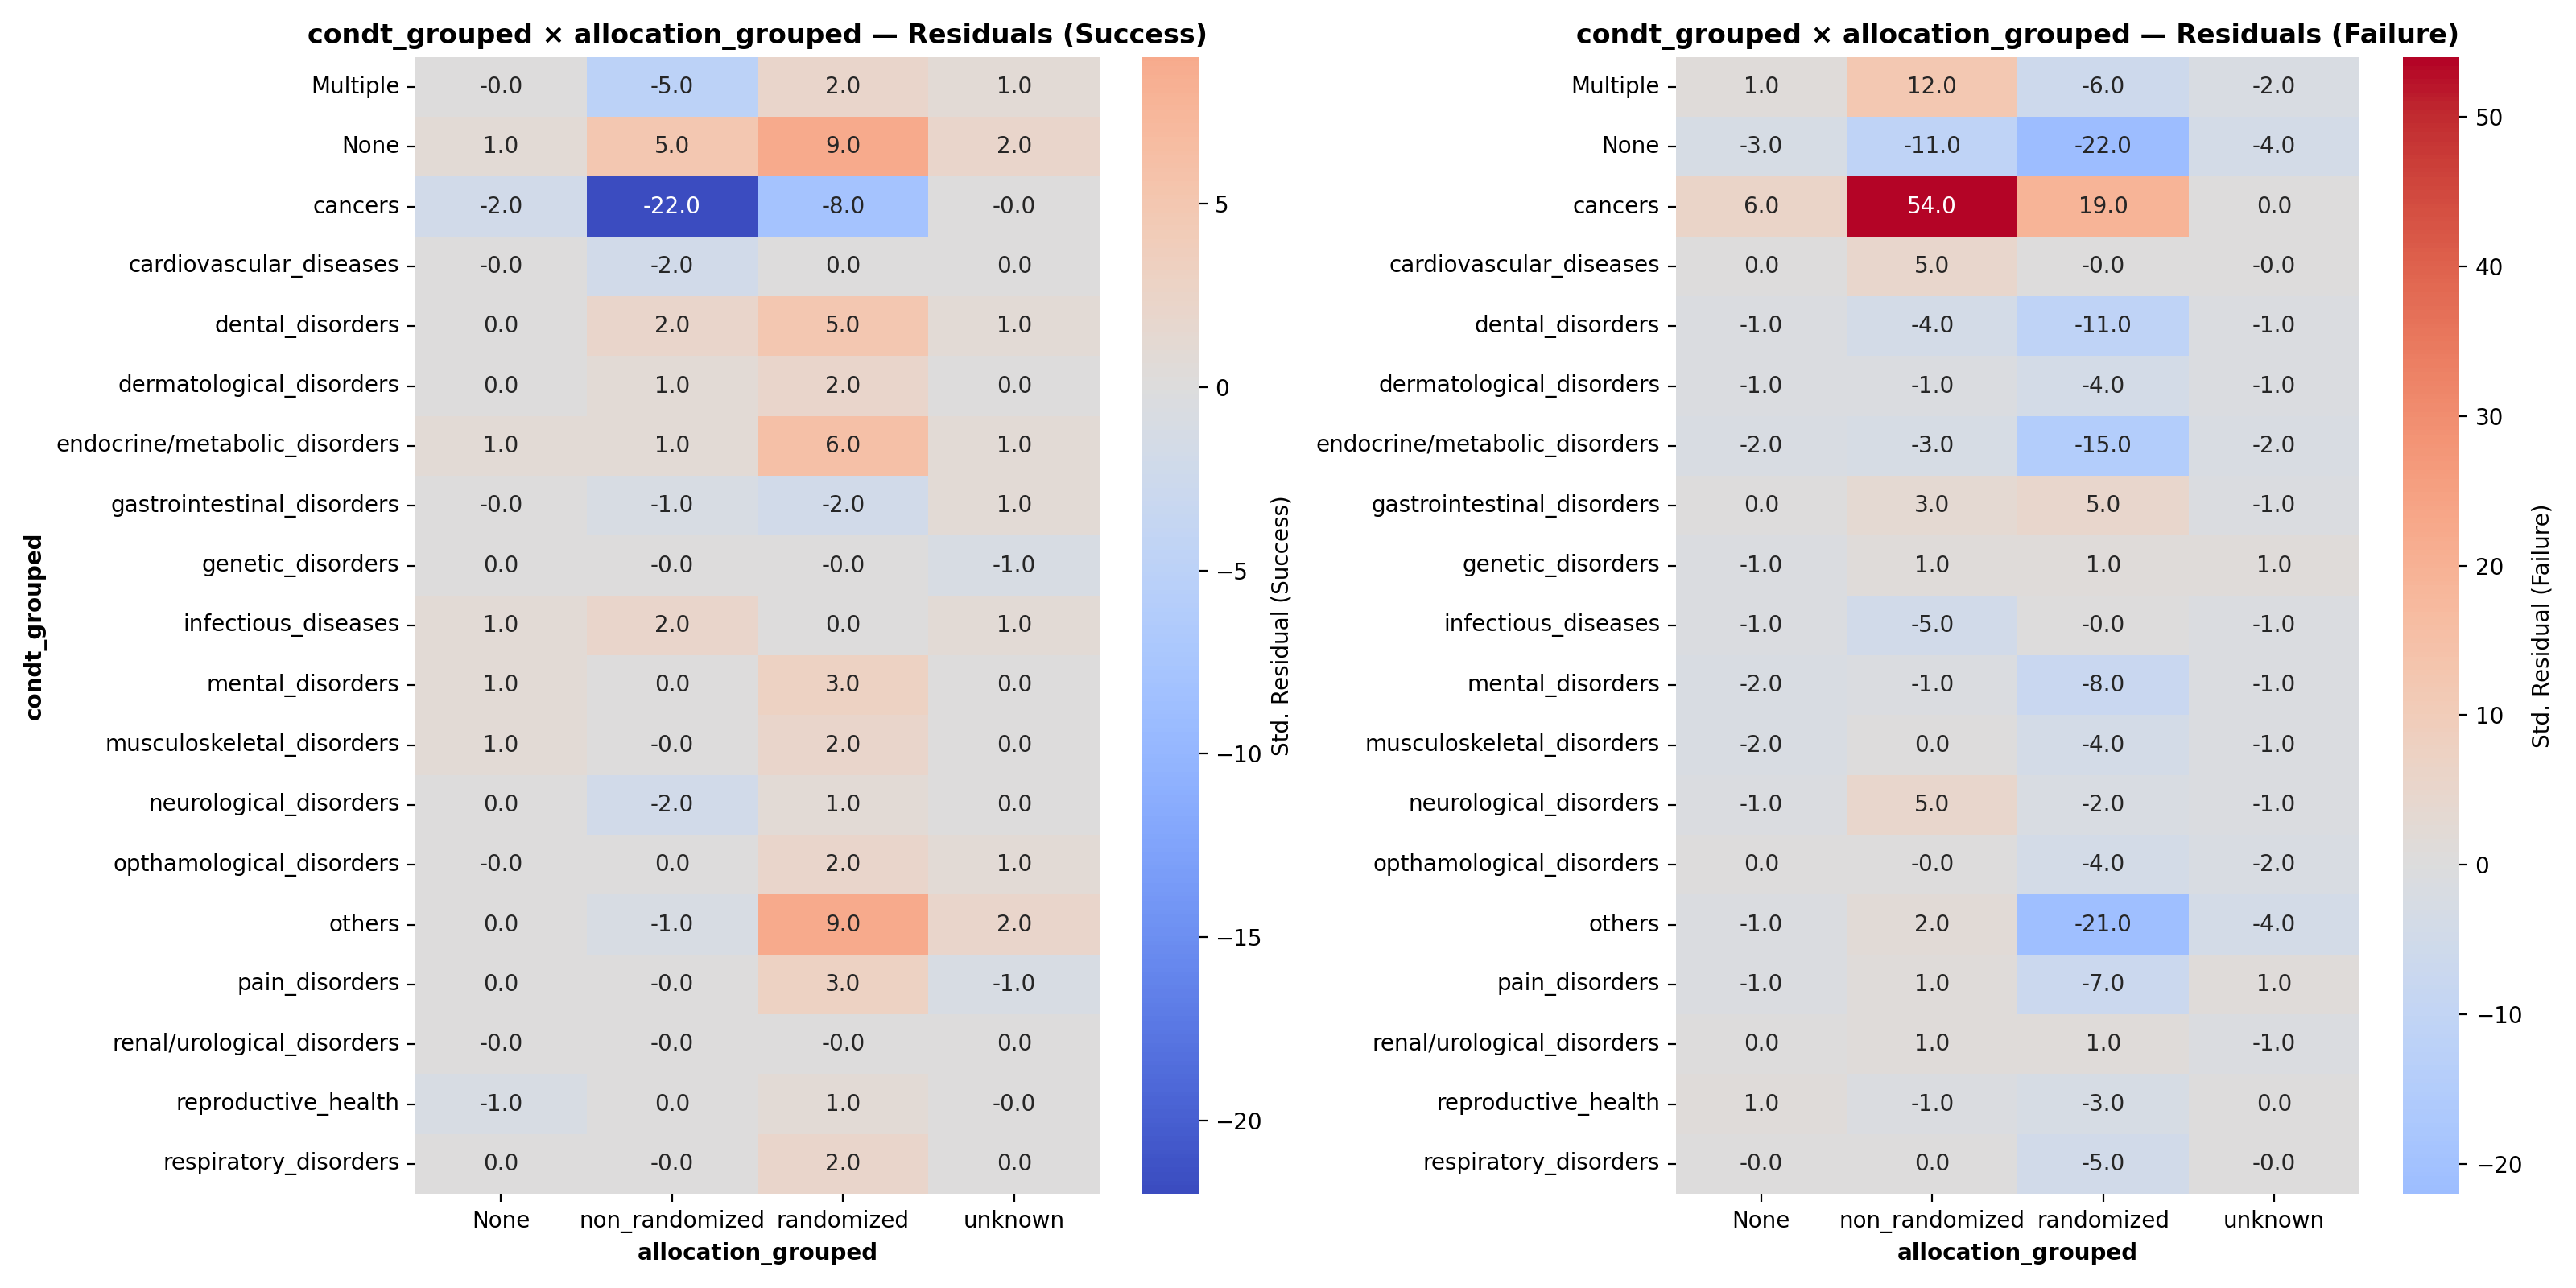 condt_grouped × allocation_grouped — Residuals (Success)
Multiple -0.0 -5.0 2.0 1.0
None 1.0 5.0 9.0 2.0
cancers -2.0 -22.0 -8.0 -0.0
cardiovascular_diseases -0.0 -2.0 0.0 0.0
dental_disorders 0.0 2.0 5.0 1.0
dermatological_disorders 0.0 1.0 2.0 0.0
endocrine/metabolic_disorders 1.0 1.0 6.0 1.0
gastrointestinal_disorders -0.0 -1.0 -2.0 1.0
genetic_disorders 0.0 -0.0 -0.0 -1.0
infectious_diseases 1.0 2.0 0.0 1.0
mental_disorders 1.0 0.0 3.0 0.0
musculoskeletal_disorders 1.0 -0.0 2.0 0.0
neurological_disorders 0.0 -2.0 1.0 0.0
opthamological_disorders -0.0 0.0 2.0 1.0
others 0.0 -1.0 9.0 2.0
pain_disorders 0.0 -0.0 3.0 -1.0
renal/urological_disorders -0.0 -0.0 -0.0 0.0
reproductive_health -1.0 0.0 1.0 -0.0
respiratory_disorders 0.0 -0.0 2.0 0.0
None non_randomized randomized unknown
allocation_grouped
condt_grouped
5
0
−5
−10
−15
−20
Std. Residual (Success)
condt_grouped × allocation_grouped — Residuals (Failure)
Multiple 1.0 12.0 -6.0 -2.0
None -3.0 -11.0 -22.0 -4.0
cancers 6.0 54.0 19.0 0.0
cardiovascular_diseases 0.0 5.0 -0.0 -0.0
dental_disorders -1.0 -4.0 -11.0 -1.0
dermatological_disorders -1.0 -1.0 -4.0 -1.0
endocrine/metabolic_disorders -2.0 -3.0 -15.0 -2.0
gastrointestinal_disorders 0.0 3.0 5.0 -1.0
genetic_disorders -1.0 1.0 1.0 1.0
infectious_diseases -1.0 -5.0 -0.0 -1.0
mental_disorders -2.0 -1.0 -8.0 -1.0
musculoskeletal_disorders -2.0 0.0 -4.0 -1.0
neurological_disorders -1.0 5.0 -2.0 -1.0
opthamological_disorders 0.0 -0.0 -4.0 -2.0
others -1.0 2.0 -21.0 -4.0
pain_disorders -1.0 1.0 -7.0 1.0
renal/urological_disorders 0.0 1.0 1.0 -1.0
reproductive_health 1.0 -1.0 -3.0 0.0
respiratory_disorders -0.0 0.0 -5.0 -0.0
None non_randomized randomized unknown
allocation_grouped
50
40
30
20
10
0
−10
−20
Std. Residual (Failure)